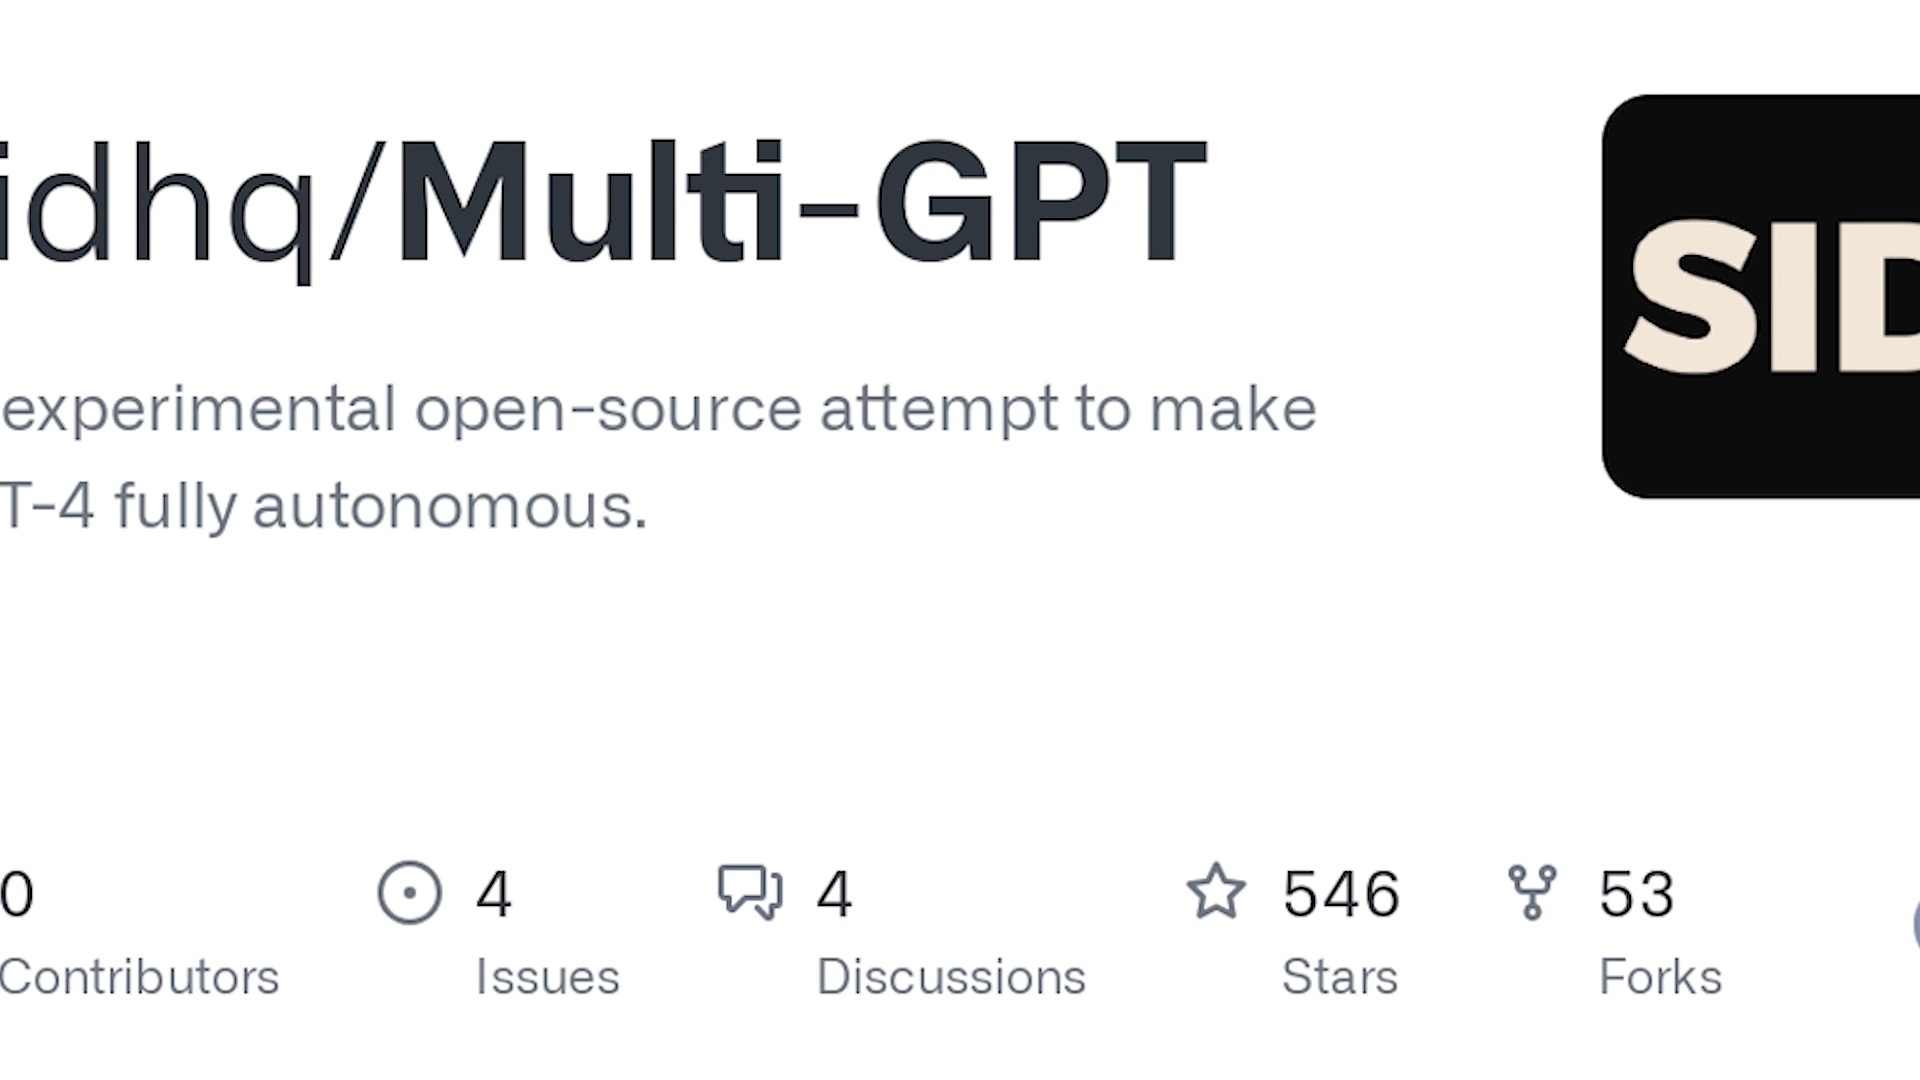 idhq/Multi-GPT
SID
experimental open-source attempt to make
T-4 fully autonomous.
0
Contributors
4
Issues
4
Discussions
546
Stars
53
Forks